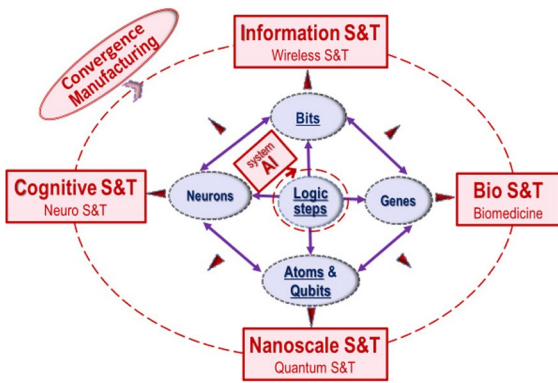 Convergence
Manufacturing
Information S&T
Wireless S&T
Bits
system
AI
Cognitive S&T
Neuro S&T
Neurons
Logic
steps
Genes
Bio S&T
Biomedicine
Atoms &
Qubits
Nanoscale S&T
Quantum S&T